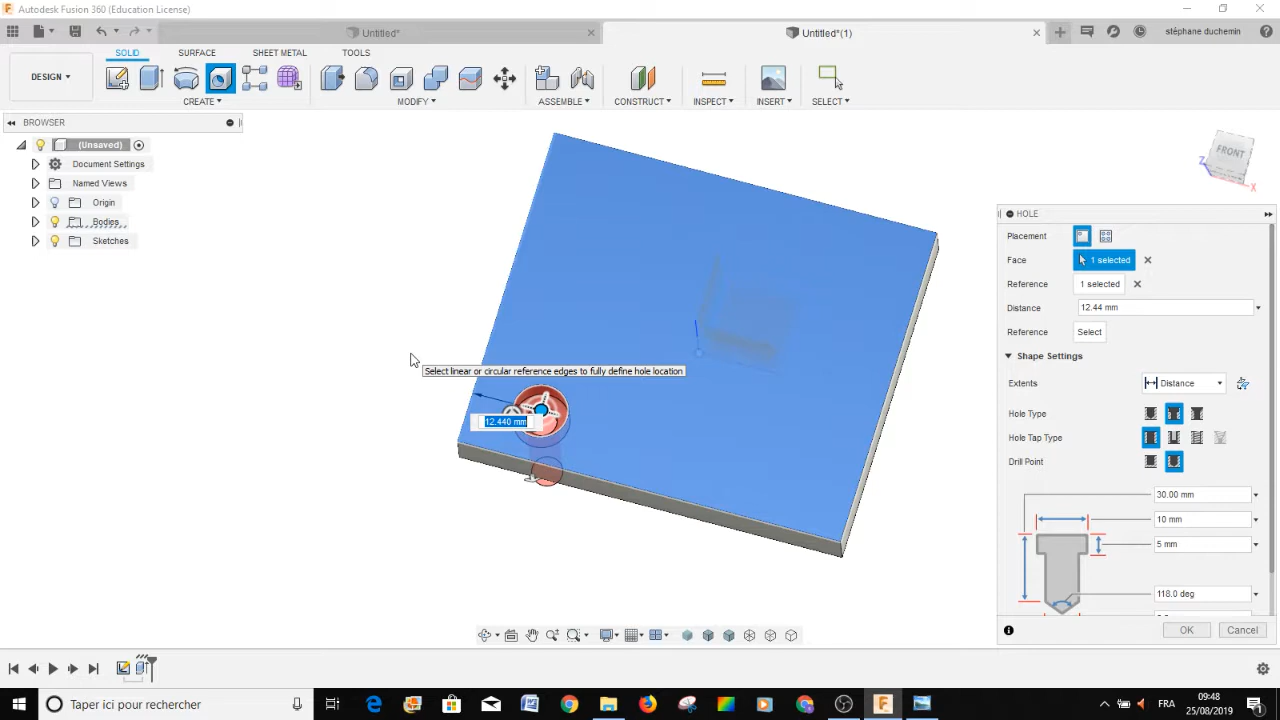 Autodesk Fusion 360 (Education License)
Untitled*
Untitled*(1)
stéphane duchemin
SOLID
SURFACE
SHEET METAL
TOOLS
DESIGN
CREATE
MODIFY
ASSEMBLE
CONSTRUCT
INSPECT
INSERT
SELECT
BROWSER
(Unsaved)
Document Settings
Named Views
Origin
Bodies
Sketches
FRONT
Z
X
Select linear or circular reference edges to fully define hole location
12.440 mm
HOLE
Placement
Face
1 selected
Reference
1 selected
Distance
12.44 mm
Reference
Select
Shape Settings
Extents
Distance
Hole Type
Hole Tap Type
Drill Point
30.00 mm
10 mm
5 mm
118.0 deg
OK
Cancel
Taper ici pour rechercher
FRA
09:48
25/08/2019